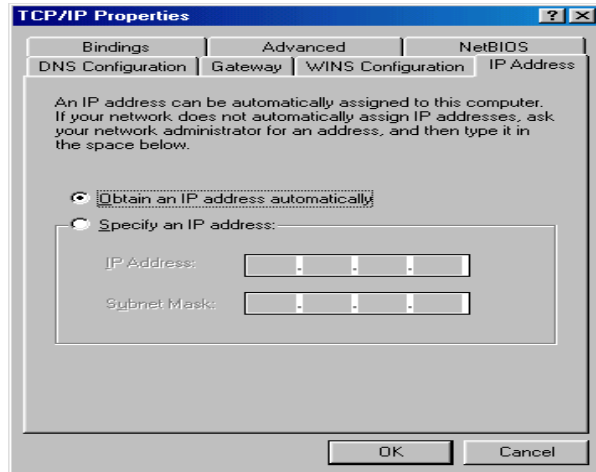 TCP/IP Properties
Bindings Advanced NetBIOS
DNS Configuration Gateway WINS Configuration IP Address
An IP address can be automatically assigned to this computer.
If your network does not automatically assign IP addresses, ask
your network administrator for an address, and then type it in
the space below.
Obtain an IP address automatically
Specify an IP address:
IP Address:
Subnet Mask:
OK Cancel